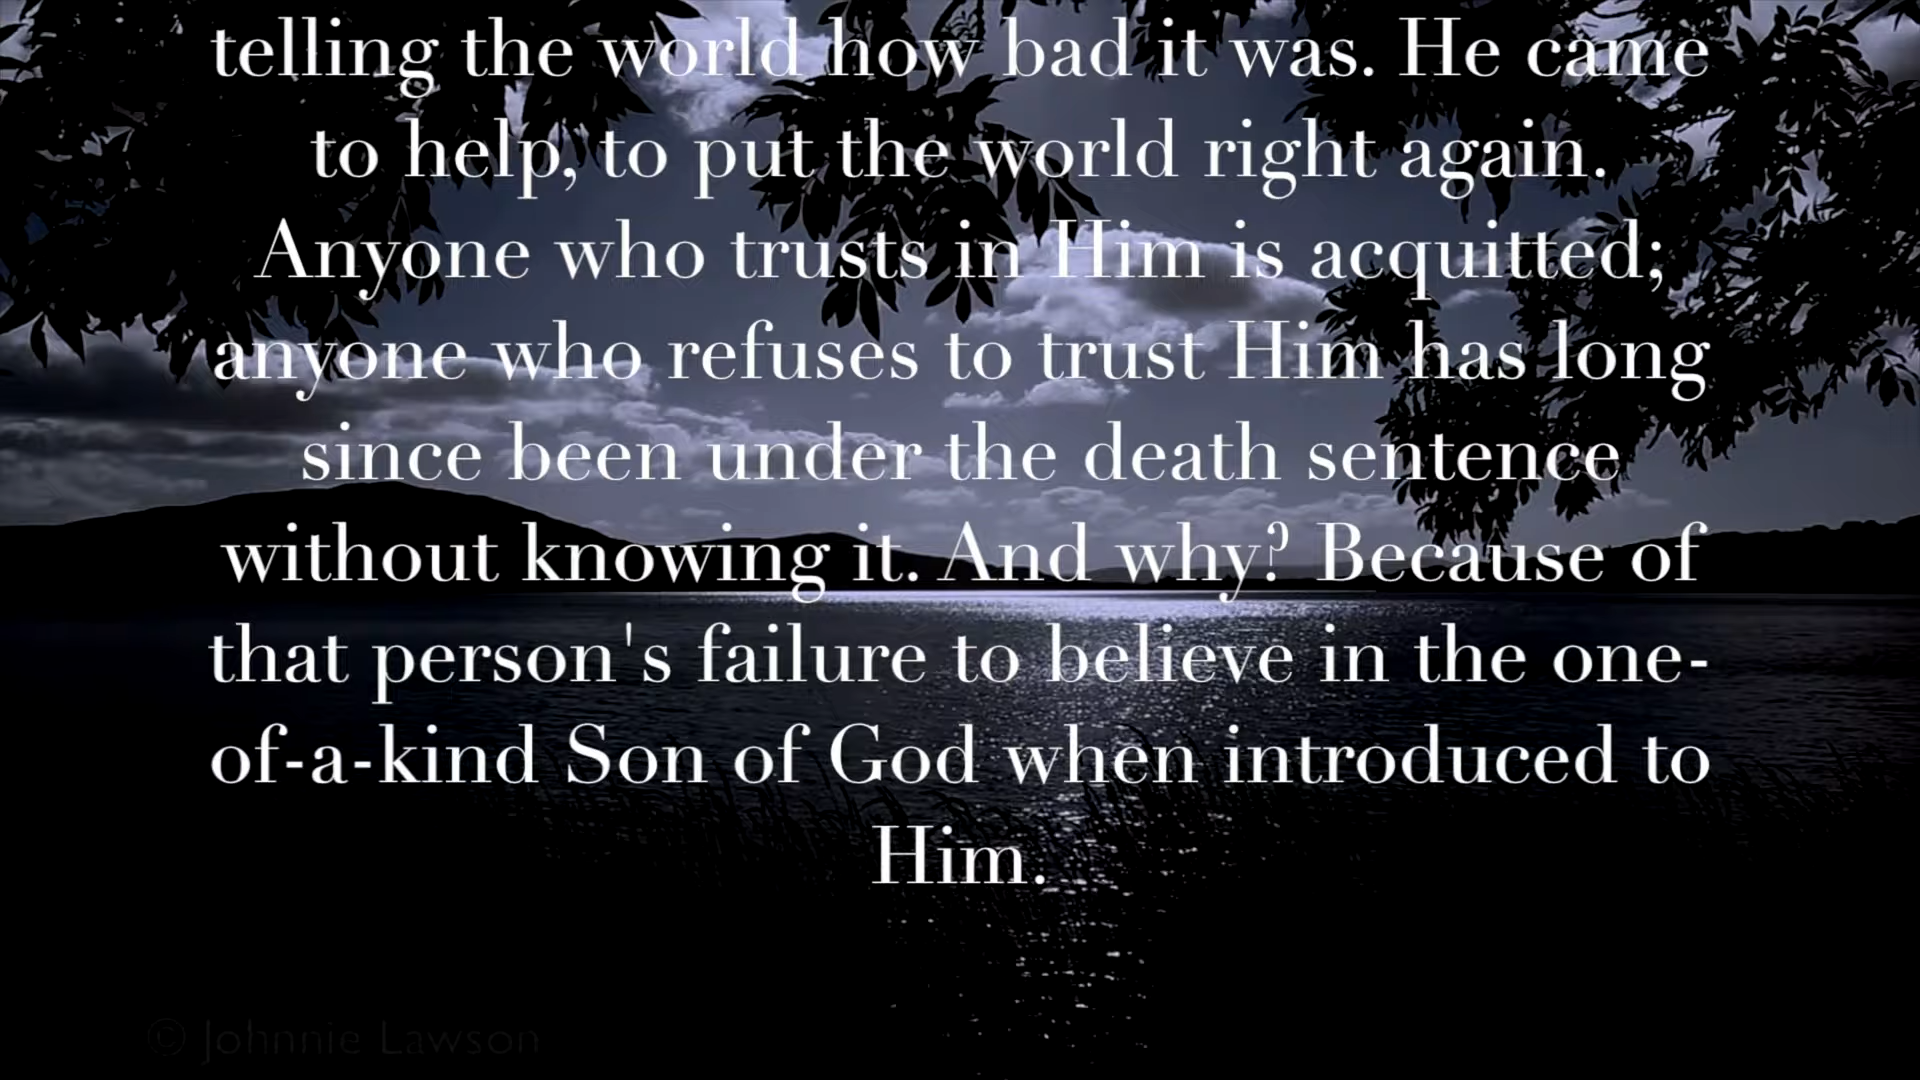 telling the world how bad it was. He came
to help, to put the world right again.
Anyone who trusts in Him is acquitted;
anyone who refuses to trust Him has long
since been under the death sentence
without knowing it. And why? Because of
that person's failure to believe in the one-
of-a-kind Son of God when introduced to
Him.
© Johnnie Lawson